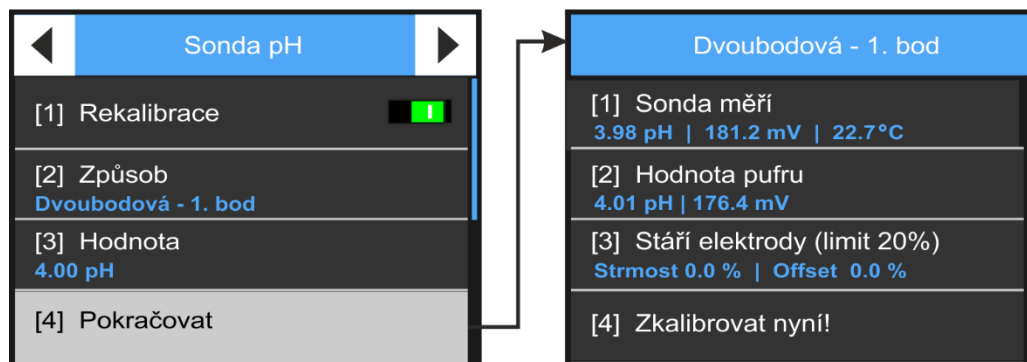 Sonda pH
[1] Rekalibrace
[2] Způsob
Dvoubodová - 1. bod
[3] Hodnota
4.00 pH
[4] Pokračovat
Dvoubodová - 1. bod
[1] Sonda měří
3.98 pH | 181.2 mV | 22.7°C
[2] Hodnota pufru
4.01 pH | 176.4 mV
[3] Stáří elektrody (limit 20%)
Strmost 0.0 % | Offset 0.0 %
[4] Zkalibrovat nyní!